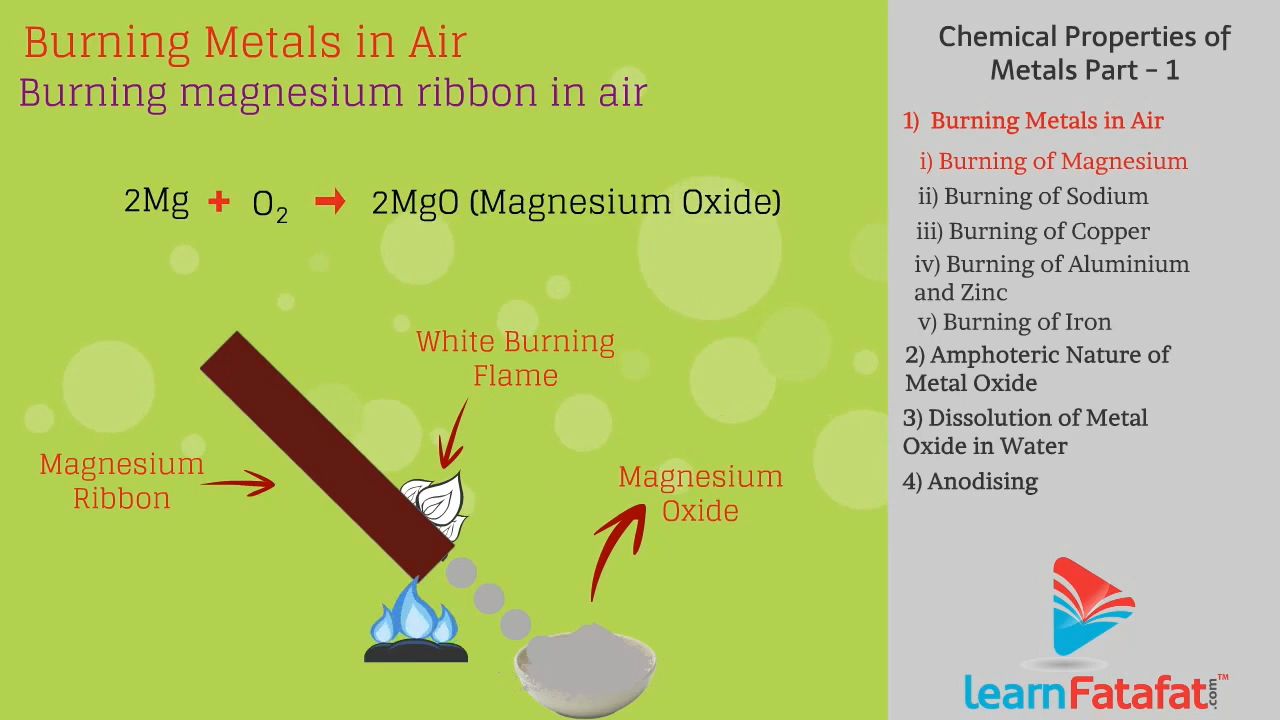 Burning Metals in Air
Burning magnesium ribbon in air
2Mg + O₂ → 2MgO (Magnesium Oxide)
White Burning
Flame
Magnesium
Ribbon
Magnesium
Oxide
Chemical Properties of
Metals Part - 1
1) Burning Metals in Air
i) Burning of Magnesium
ii) Burning of Sodium
iii) Burning of Copper
iv) Burning of Aluminium
and Zinc
v) Burning of Iron
2) Amphoteric Nature of
Metal Oxide
3) Dissolution of Metal
Oxide in Water
4) Anodising
learnFatafat.com™